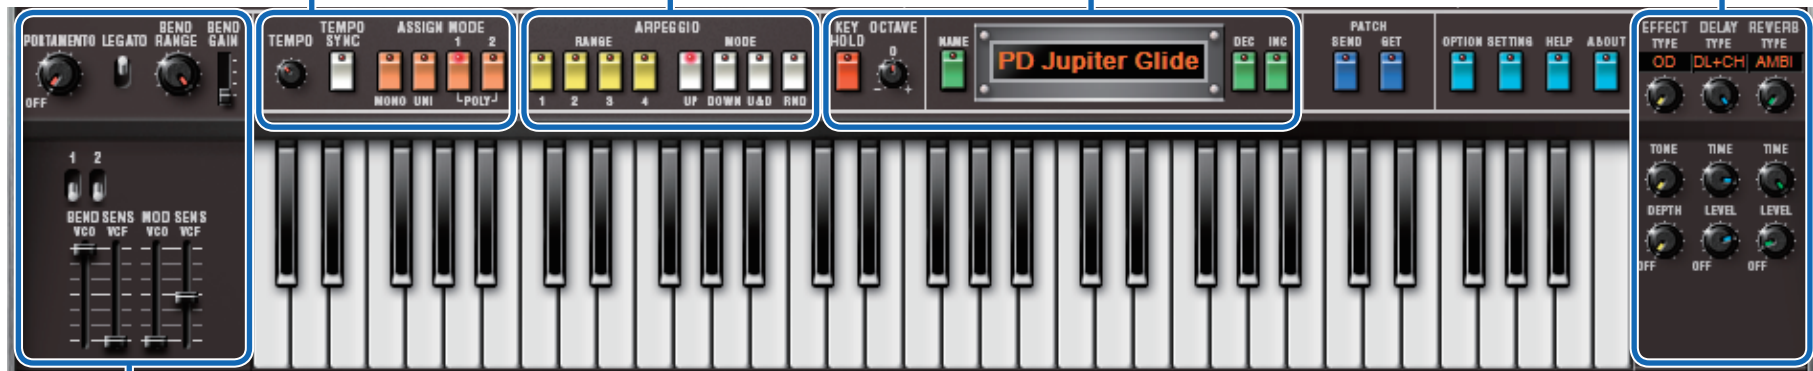 PORTAMENTO LEGATO BEND RANGE BEND GAIN
OFF
1 2
BEND SENS MOD SENS
VCO VCF VCO VCF
TEMPO TEMPO SYNC
ASSIGN MODE
1 2
MONO UNI POLY
ARPEGGIO
RANGE MODE
1 2 3 4 UP DOWN U&D RND
KEY HOLD OCTAVE
0
- +
NAME
PD Jupiter Glide
DEC INC
PATCH
SEND GET
OPTION SETTING HELP ABOUT
EFFECT DELAY REVERB
TYPE TYPE TYPE
OD DL+CH AMBI
TONE TIME TIME
DEPTH LEVEL LEVEL
OFF OFF OFF